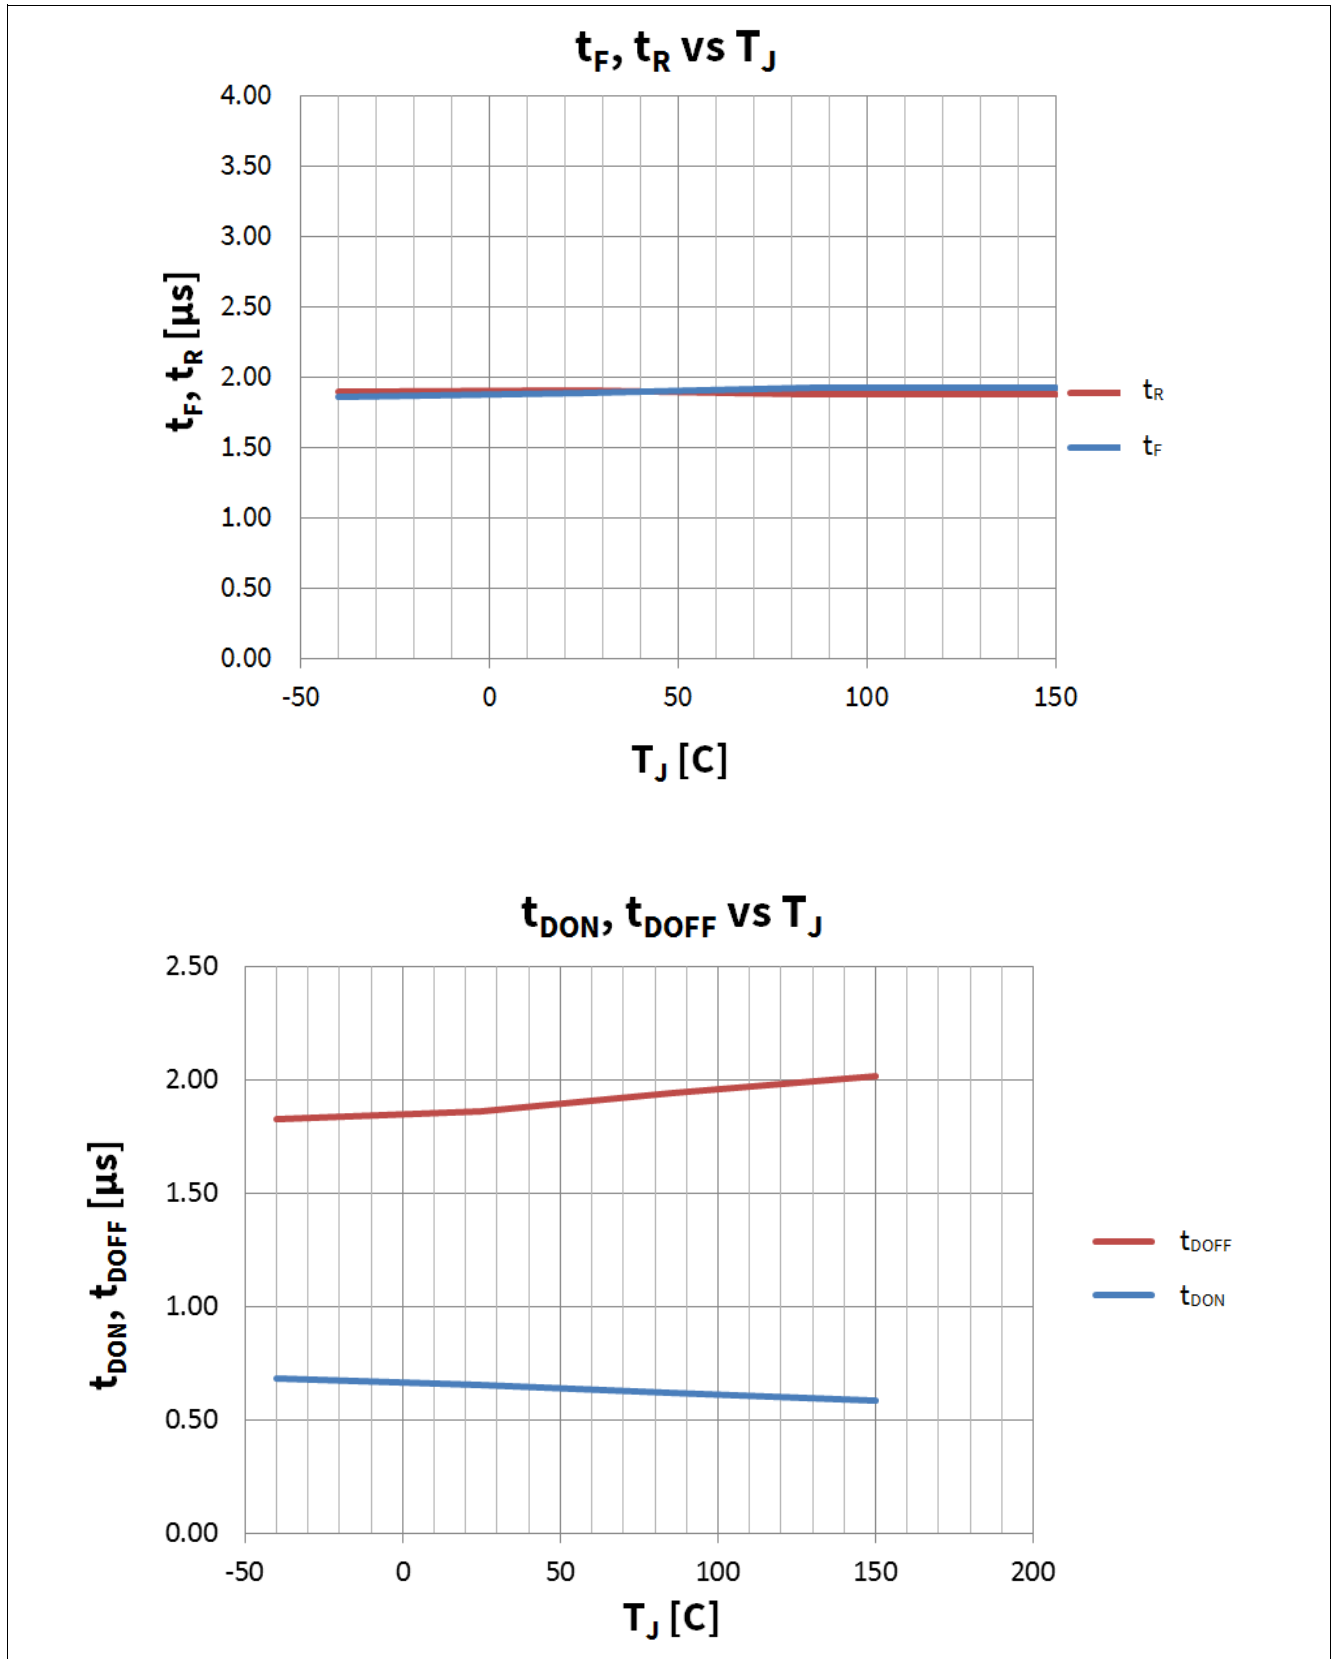 tF, tR vs TJ
4.00
3.50
3.00
2.50
2.00
1.50
1.00
0.50
0.00
tF, tR [µs]
-50 0 50 100 150
TJ [C]
tR
tF
tDON, tDOFF vs TJ
2.50
2.00
1.50
1.00
0.50
0.00
tDON, tDOFF [µs]
-50 0 50 100 150 200
TJ [C]
tDOFF
tDON